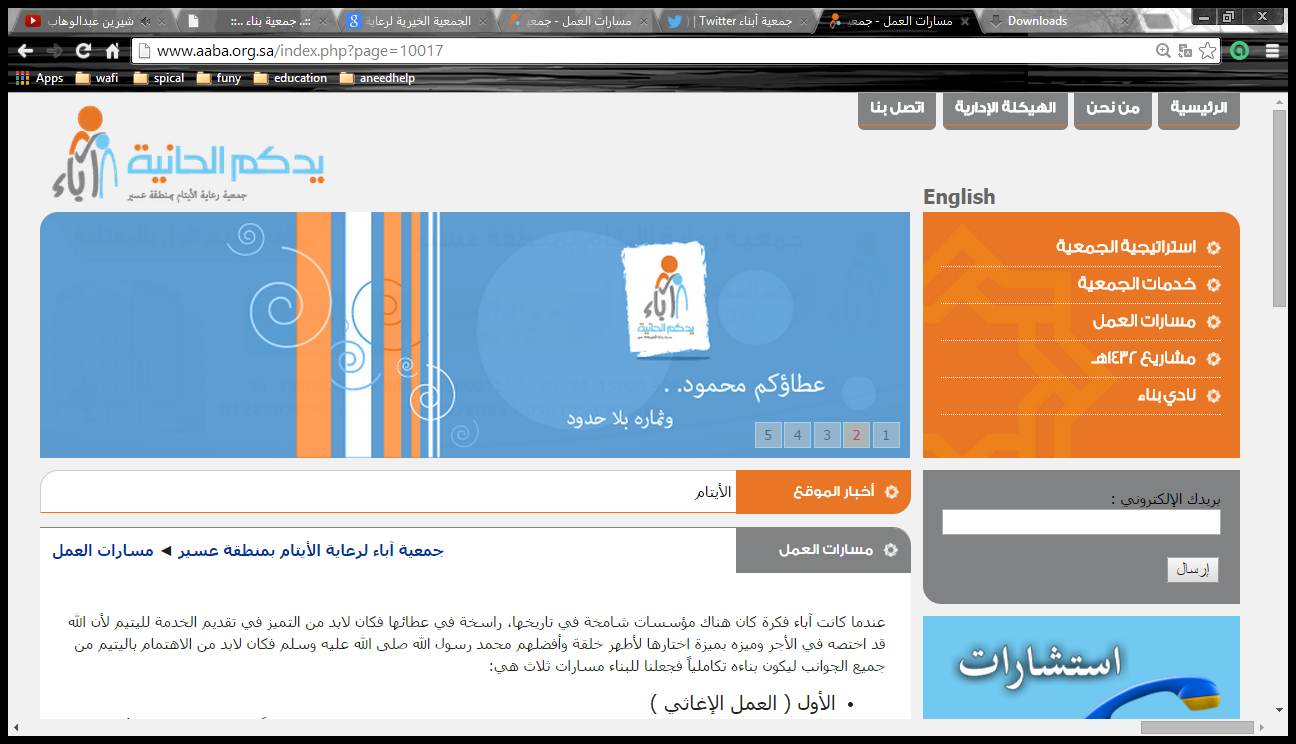 شيرين عبدالوهاب
..:: جمعية بناء ::..
الجمعية الخيرية لرعاية
مسارات العمل - جمعي
جمعية أبناء Twitter | (
مسارات العمل - جمعي
Downloads
www.aaba.org.sa/index.php?page=10017
Apps wafi spical funy education aneedhelp
الرئيسية من نحن الهيكلة الإدارية اتصل بنا
آباء
يدكم الحانية
جمعية رعاية الأيتام بمنطقة عسير
English
استراتيجية الجمعية
خدمات الجمعية
مسارات العمل
مشاريع ١٤٣٢هـ
نادي بناء
آباء
يدكم الحانية
عطاؤكم محمود. .
وثماره بلا حدود
1 2 3 4 5
أخبار الموقع
الأيتام
بريدك الإلكتروني :
إرسال
مسارات العمل
جمعية آباء لرعاية الأيتام بمنطقة عسير ◄ مسارات العمل
عندما كانت آباء فكرة كان هناك مؤسسات شامخة في تاريخها، راسخة في عطائها فكان لابد من التميز في تقديم الخدمة لليتيم لأن الله
قد اختصه في الأجر وميزه بميزة اختارها لأطهر خلقة وأفضلهم محمد رسول الله صلى الله عليه وسلم فكان لابد من الاهتمام باليتيم من
جميع الجوانب ليكون بناءه تكاملياً فجعلنا للبناء مسارات ثلاث هي:
• الأول ( العمل الإغاثي )
استشارات